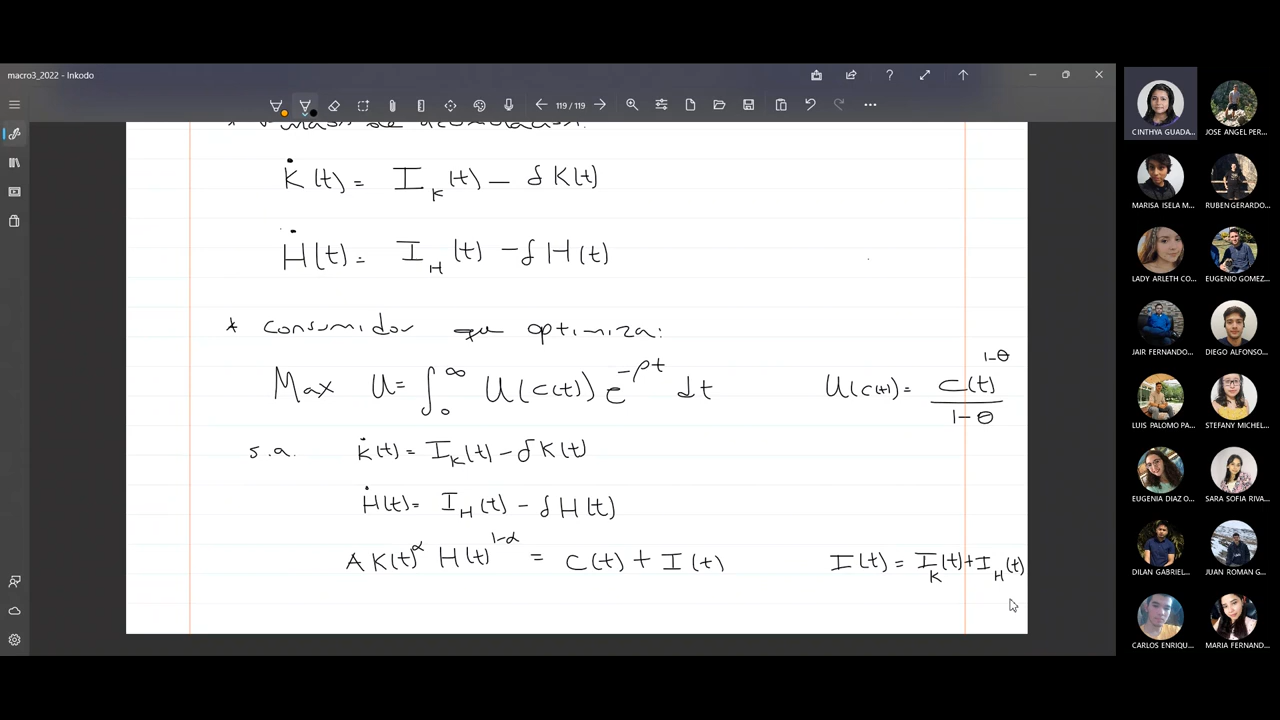 macro3_2022 - Inkodo
119 / 119
K̇(t) = I_K(t) - δK(t)
Ḣ(t) = I_H(t) - δH(t)
* consumidor que optimiza:
Max U = ∫_0^∞ U(c(t)) e^{-ρt} dt U(c(t)) = c(t)^{1-θ} / 1-θ
s.a. K̇(t) = I_K(t) - δK(t)
Ḣ(t) = I_H(t) - δH(t)
AK(t)^α H(t)^{1-α} = C(t) + I(t) I(t) = I_K(t) + I_H(t)
CINTHYA GUADA... JOSE ANGEL PER...
MARISA ISELA M... RUBEN GERARDO...
LADY ARLETH CO... EUGENIO GOMEZ...
JAIR FERNANDO... DIEGO ALFONSO...
LUIS PALOMO PA... STEFANY MICHEL...
EUGENIA DIAZ O... SARA SOFIA RIVA...
DILAN GABRIEL... JUAN ROMAN G...
CARLOS ENRIQU... MARIA FERNAND...